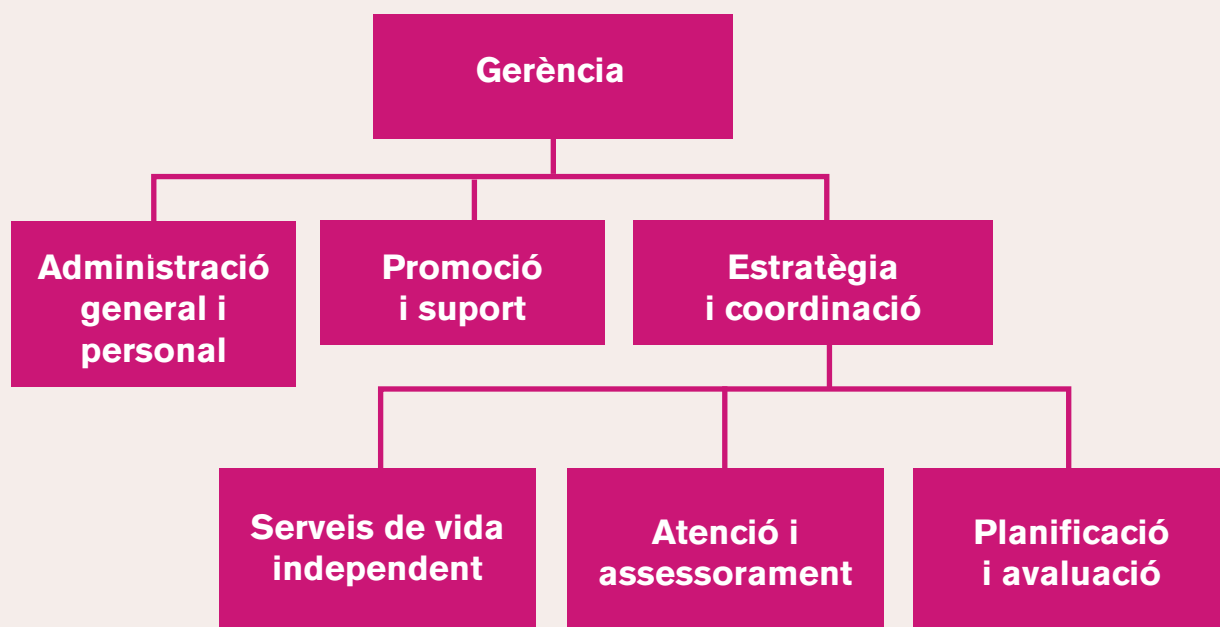 Gerència
Administració
general i
personal
Promoció
i suport
Estratègia
i coordinació
Serveis de vida
independent
Atenció i
assessorament
Planificació
i avaluació